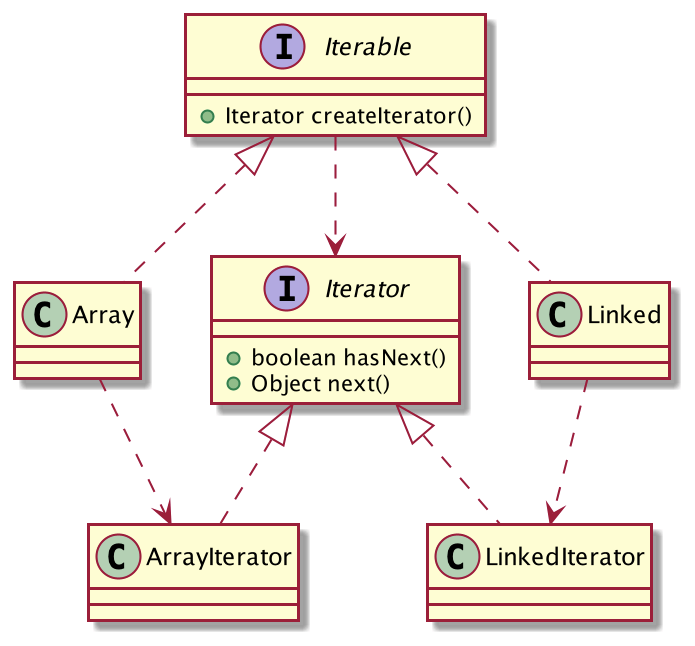 I Iterable
Iterator createIterator()
C Array
I Iterator
C Linked
boolean hasNext()
Object next()
C ArrayIterator
C LinkedIterator